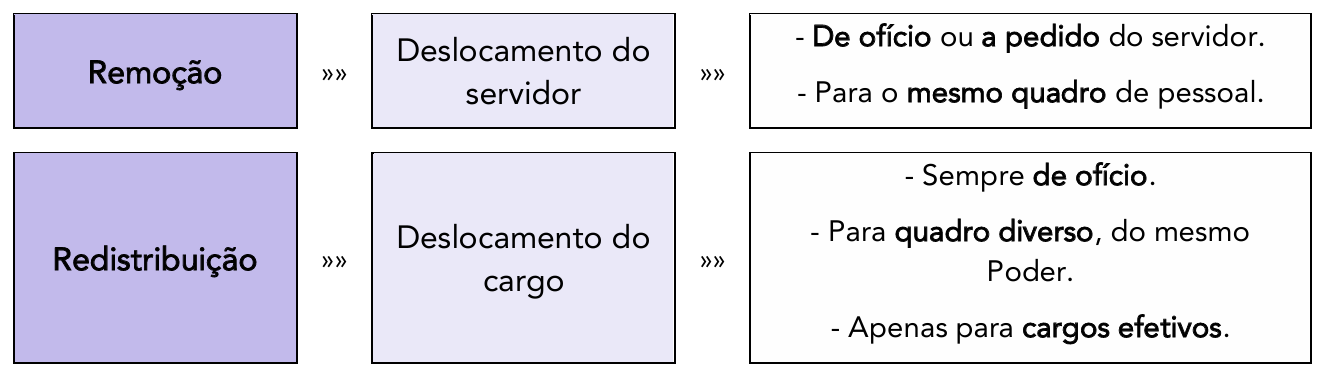 Remoção
»»
Deslocamento do
servidor
»»
- De ofício ou a pedido do servidor.
- Para o mesmo quadro de pessoal.
Redistribuição
»»
Deslocamento do
cargo
»»
- Sempre de ofício.
- Para quadro diverso, do mesmo
Poder.
- Apenas para cargos efetivos.